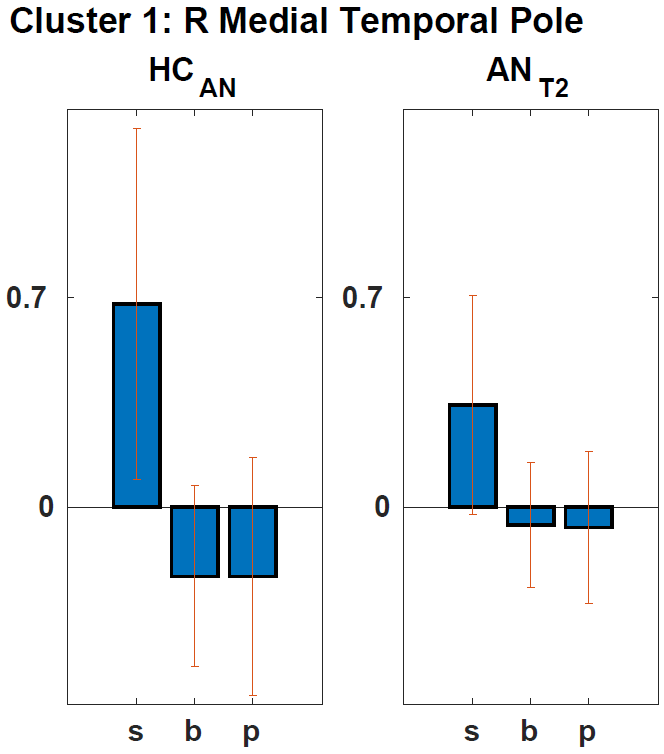 Cluster 1: R Medial Temporal Pole
HC AN
AN T2
0.7
0
s b p
0.7
0
s b p